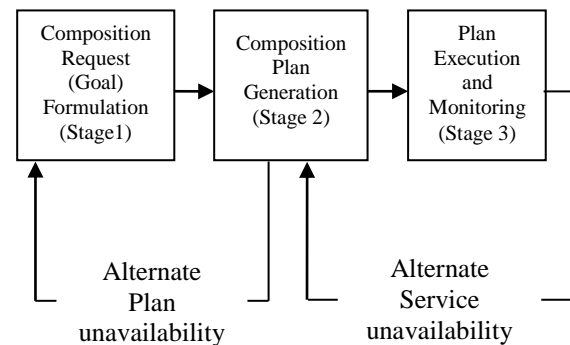 Composition
Request
(Goal)
Formulation
(Stage1)
Composition
Plan
Generation
(Stage 2)
Plan
Execution
and
Monitoring
(Stage 3)
Alternate
Plan
unavailability
Alternate
Service
unavailability